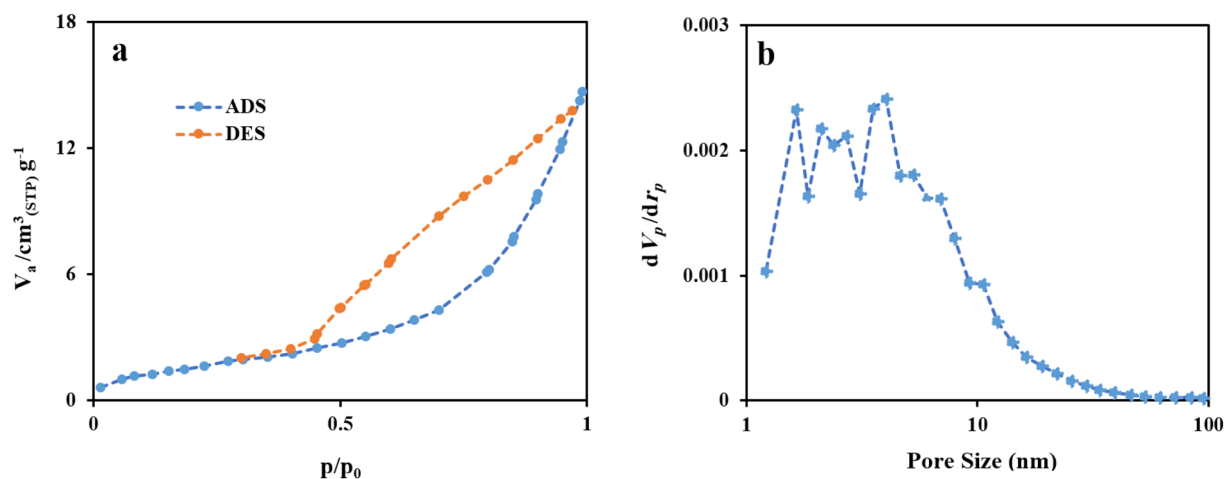 a
ADS
DES
18
12
6
0
0
0.5
1
Vₐ /cm³₍STP₎ g⁻¹
p/p₀
b
0.003
0.002
0.001
0
1
10
100
dVₚ/drₚ
Pore Size (nm)